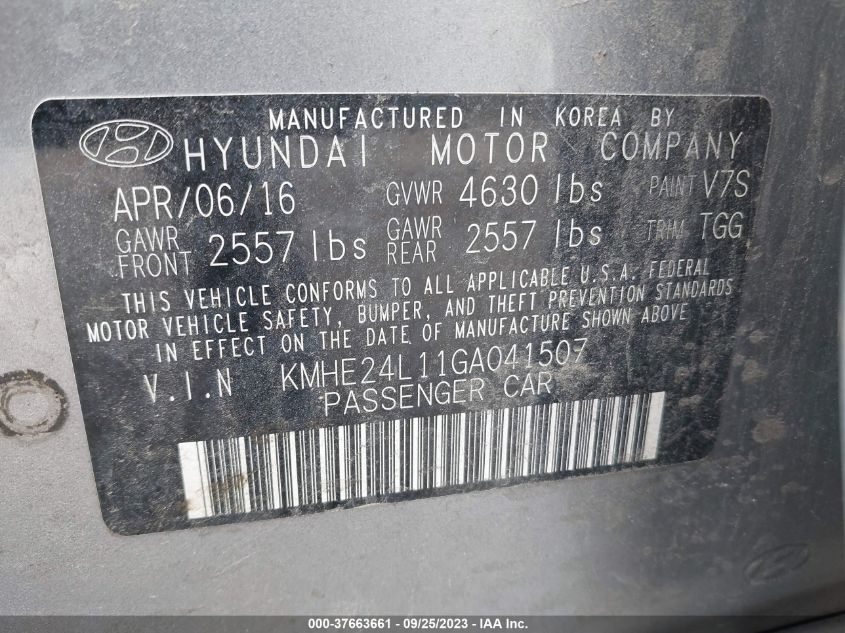 MANUFACTURED IN KOREA BY
HYUNDAI MOTOR COMPANY
APR/06/16 GVWR 4630 lbs PAINT V7S
GAWR FRONT 2557 lbs GAWR REAR 2557 lbs TRIM TGG
THIS VEHICLE CONFORMS TO ALL APPLICABLE U.S.A. FEDERAL
MOTOR VEHICLE SAFETY, BUMPER, AND THEFT PREVENTION STANDARDS
IN EFFECT ON THE DATE OF MANUFACTURE SHOWN ABOVE
V.I.N KMHE24L11GA041507
PASSENGER CAR
000-37663661 - 09/25/2023 - IAA Inc.